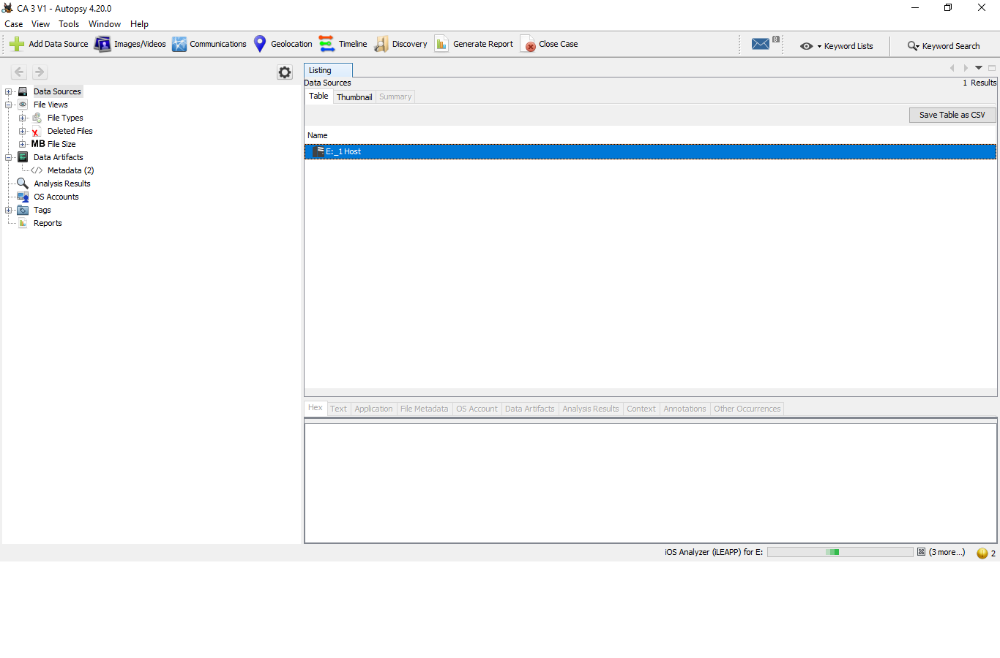 CA 3 V1 - Autopsy 4.20.0
Case View Tools Window Help
Add Data Source Images/Videos Communications Geolocation Timeline Discovery Generate Report Close Case 8 Keyword Lists Keyword Search
Data Sources
File Views
File Types
Deleted Files
MB File Size
Data Artifacts
Metadata (2)
Analysis Results
OS Accounts
Tags
Reports
Listing
Data Sources 1 Results
Table Thumbnail Summary
Save Table as CSV
Name
E:_1 Host
Hex Text Application File Metadata OS Account Data Artifacts Analysis Results Context Annotations Other Occurrences
iOS Analyzer (iLEAPP) for E: (3 more...) 2